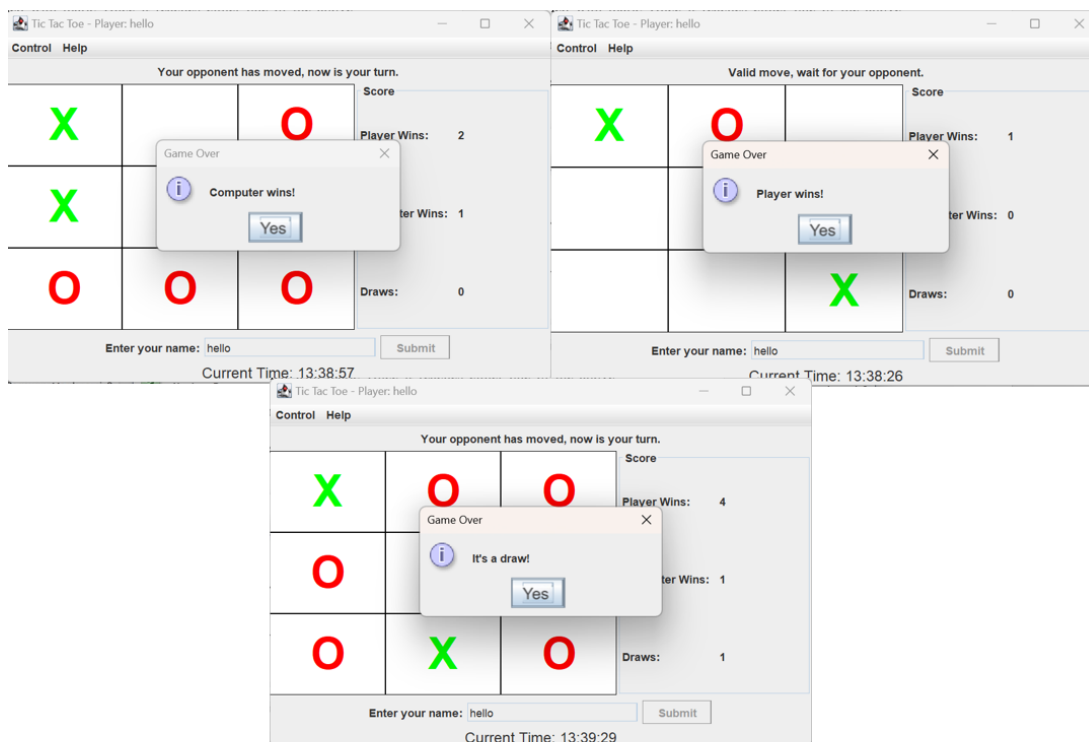 Tic Tac Toe - Player: hello
Control Help
Your opponent has moved, now is your turn.
X O
X
O O O
Score
Player Wins: 2
ter Wins: 1
Draws: 0
Game Over
Computer wins!
Yes
Enter your name: hello Submit
Current Time: 13:38:57
Tic Tac Toe - Player: hello
Control Help
Valid move, wait for your opponent.
X O
X
Score
Player Wins: 1
ter Wins: 0
Draws: 0
Game Over
Player wins!
Yes
Enter your name: hello Submit
Current Time: 13:38:26
Tic Tac Toe - Player: hello
Control Help
Your opponent has moved, now is your turn.
X O O
O
O X O
Score
Player Wins: 4
ter Wins: 1
Draws: 1
Game Over
It's a draw!
Yes
Enter your name: hello Submit
Current Time: 13:39:29